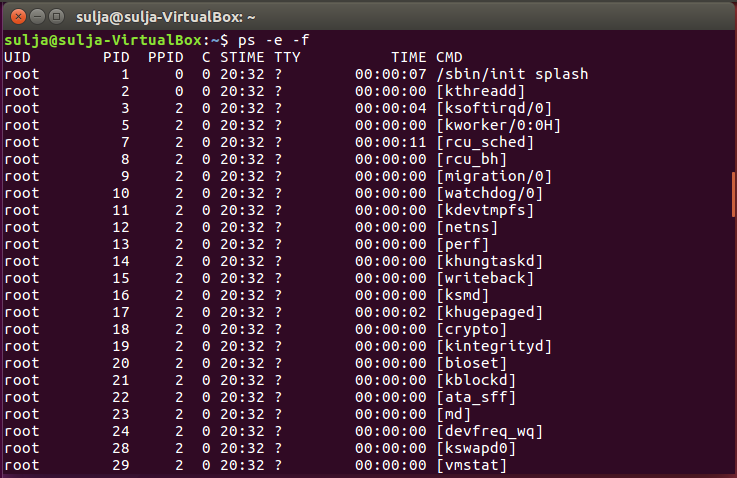 sulja@sulja-VirtualBox: ~
sulja@sulja-VirtualBox:~$ ps -e -f
UID        PID  PPID  C STIME TTY          TIME CMD
root         1     0  0 20:32 ?        00:00:07 /sbin/init splash
root         2     0  0 20:32 ?        00:00:00 [kthreadd]
root         3     2  0 20:32 ?        00:00:04 [ksoftirqd/0]
root         5     2  0 20:32 ?        00:00:00 [kworker/0:0H]
root         7     2  0 20:32 ?        00:00:11 [rcu_sched]
root         8     2  0 20:32 ?        00:00:00 [rcu_bh]
root         9     2  0 20:32 ?        00:00:00 [migration/0]
root        10     2  0 20:32 ?        00:00:00 [watchdog/0]
root        11     2  0 20:32 ?        00:00:00 [kdevtmpfs]
root        12     2  0 20:32 ?        00:00:00 [netns]
root        13     2  0 20:32 ?        00:00:00 [perf]
root        14     2  0 20:32 ?        00:00:00 [khungtaskd]
root        15     2  0 20:32 ?        00:00:00 [writeback]
root        16     2  0 20:32 ?        00:00:00 [ksmd]
root        17     2  0 20:32 ?        00:00:02 [khugepaged]
root        18     2  0 20:32 ?        00:00:00 [crypto]
root        19     2  0 20:32 ?        00:00:00 [kintegrityd]
root        20     2  0 20:32 ?        00:00:00 [bioset]
root        21     2  0 20:32 ?        00:00:00 [kblockd]
root        22     2  0 20:32 ?        00:00:00 [ata_sff]
root        23     2  0 20:32 ?        00:00:00 [md]
root        24     2  0 20:32 ?        00:00:00 [devfreq_wq]
root        28     2  0 20:32 ?        00:00:00 [kswapd0]
root        29     2  0 20:32 ?        00:00:00 [vmstat]